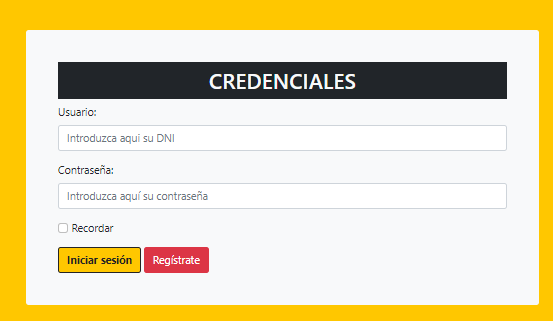 CREDENCIALES
Usuario:
Introduzca aquí su DNI
Contraseña:
Introduzca aquí su contraseña
Recordar
Iniciar sesión Regístrate